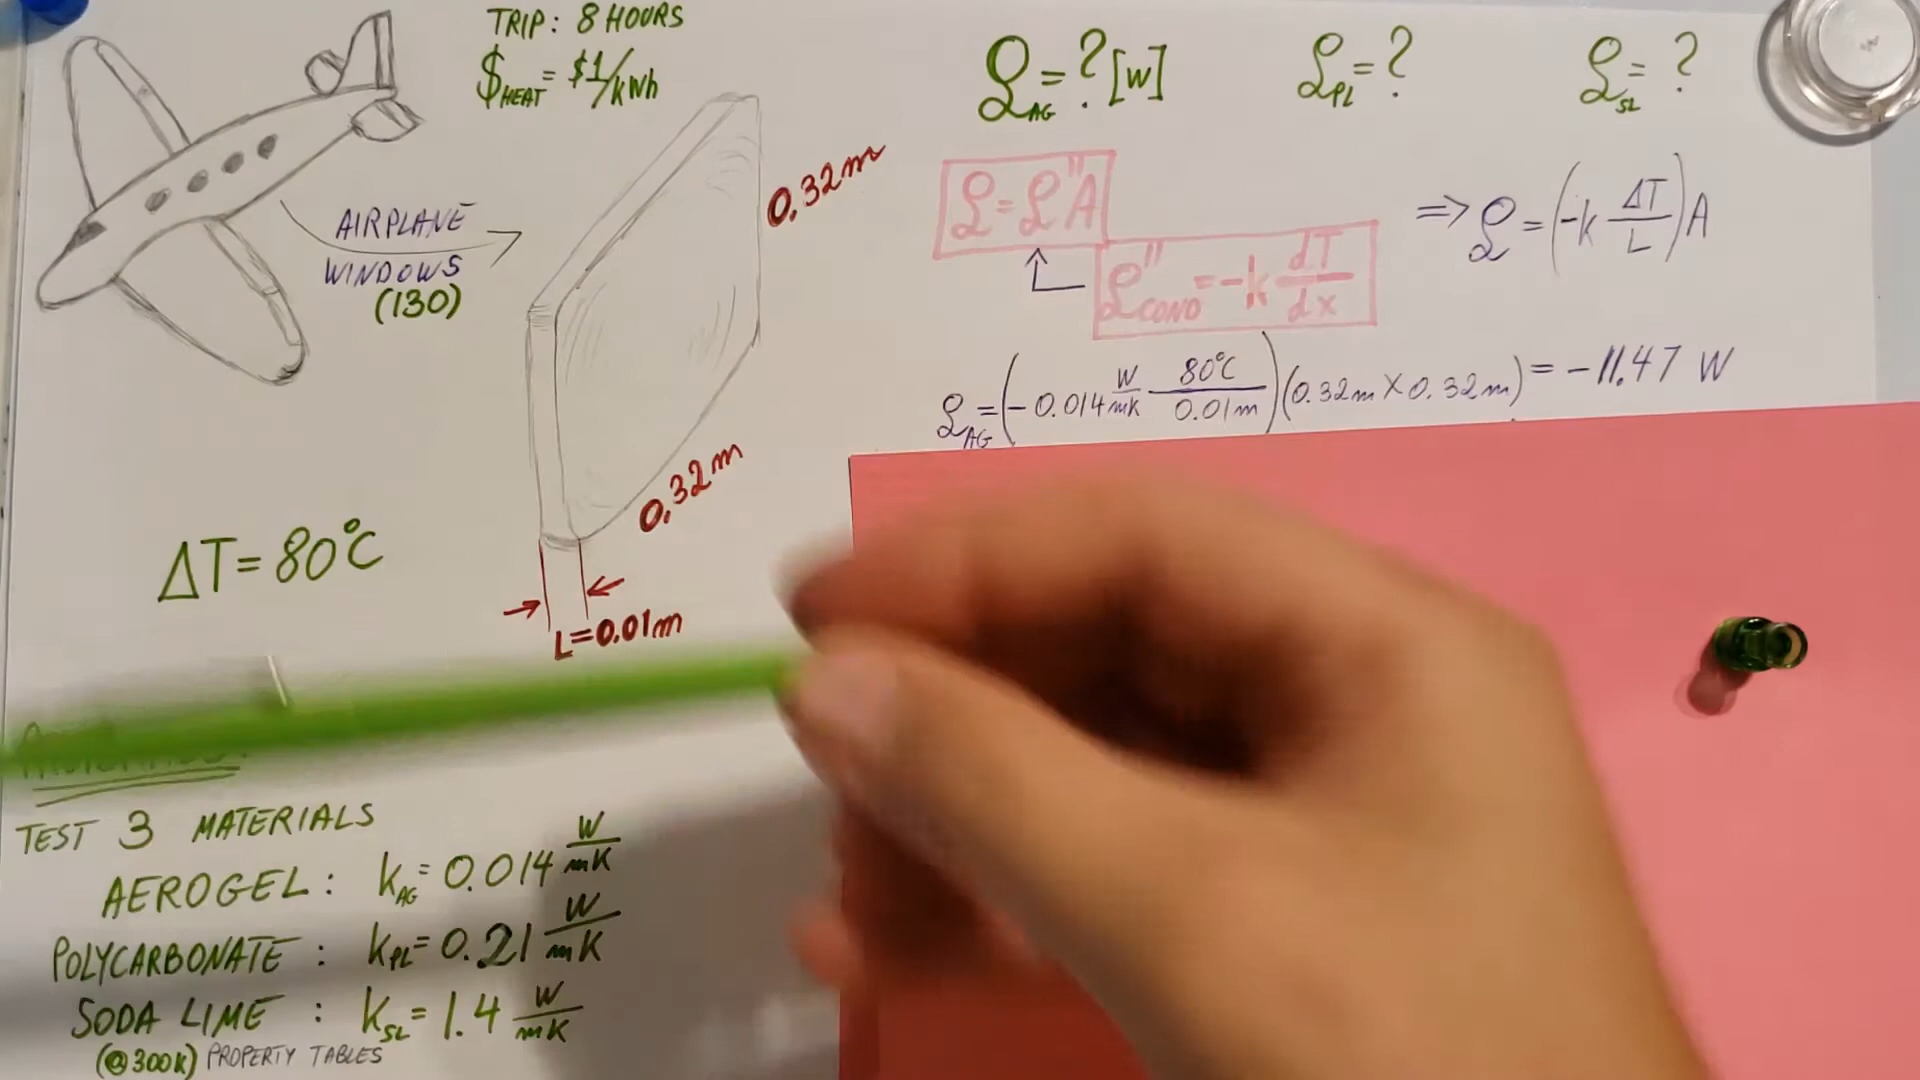 TRIP: 8 HOURS
$HEAT = $1/kWh
AIRPLANE
WINDOWS
(130)
0.32m
0.32m
L=0.01m
ΔT= 80°C
TEST 3 MATERIALS
AEROGEL: kAG= 0.014 W/mK
POLYCARBONATE : kPL= 0.21 W/mK
SODA LIME : kSL= 1.4 W/mK
(@300K) PROPERTY TABLES
QAG=?[W] QPL=? QSL=?
Q=Q"A
Q"COND=-k dT/dx
⇒ Q=(-k ΔT/L)A
QAG=(-0.014 W/mK 80°C/0.01m)(0.32m X 0.32m) = -11.47 W